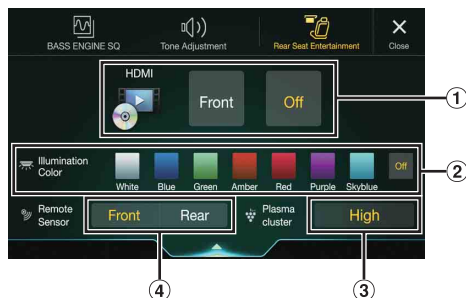 BASS ENGINE SQ Tone Adjustment Rear Seat Entertainment Close
HDMI
Front Off
1
Illumination
Color
Off
White Blue Green Amber Red Purple Skyblue
2
Remote
Sensor
Front Rear
Plasma
cluster
High
4 3